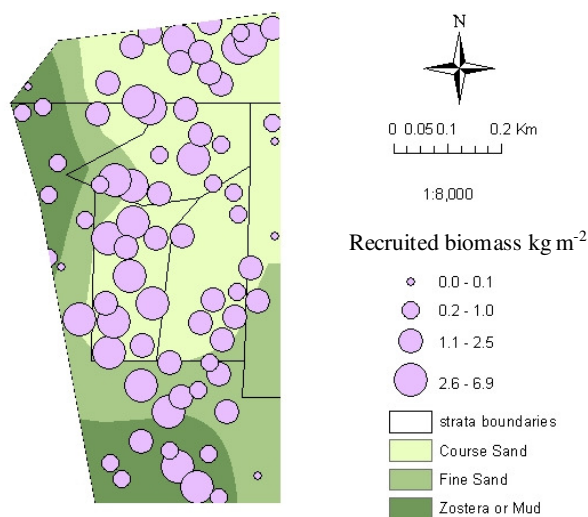 N
0 0.05 0.1 0.2 Km
1:8,000
Recruited biomass kg m-2
0.0 - 0.1
0.2 - 1.0
1.1 - 2.5
2.6 - 6.9
strata boundaries
Course Sand
Fine Sand
Zostera or Mud